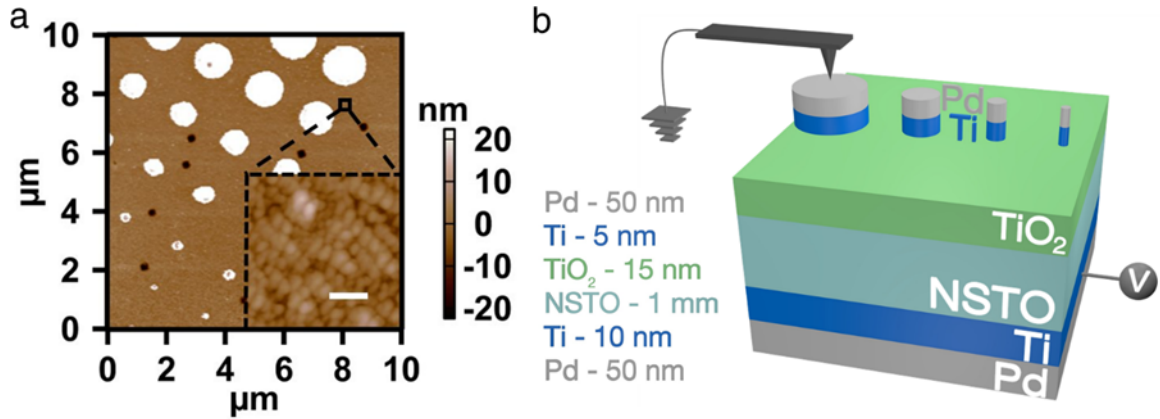 a
10
8
6
4
2
0
µm
0 2 4 6 8 10
µm
nm
20
10
0
-10
-20
b
Pd
Ti
Pd - 50 nm
Ti - 5 nm
TiO2 - 15 nm
NSTO - 1 mm
Ti - 10 nm
Pd - 50 nm
TiO2
NSTO
Ti
Pd
V